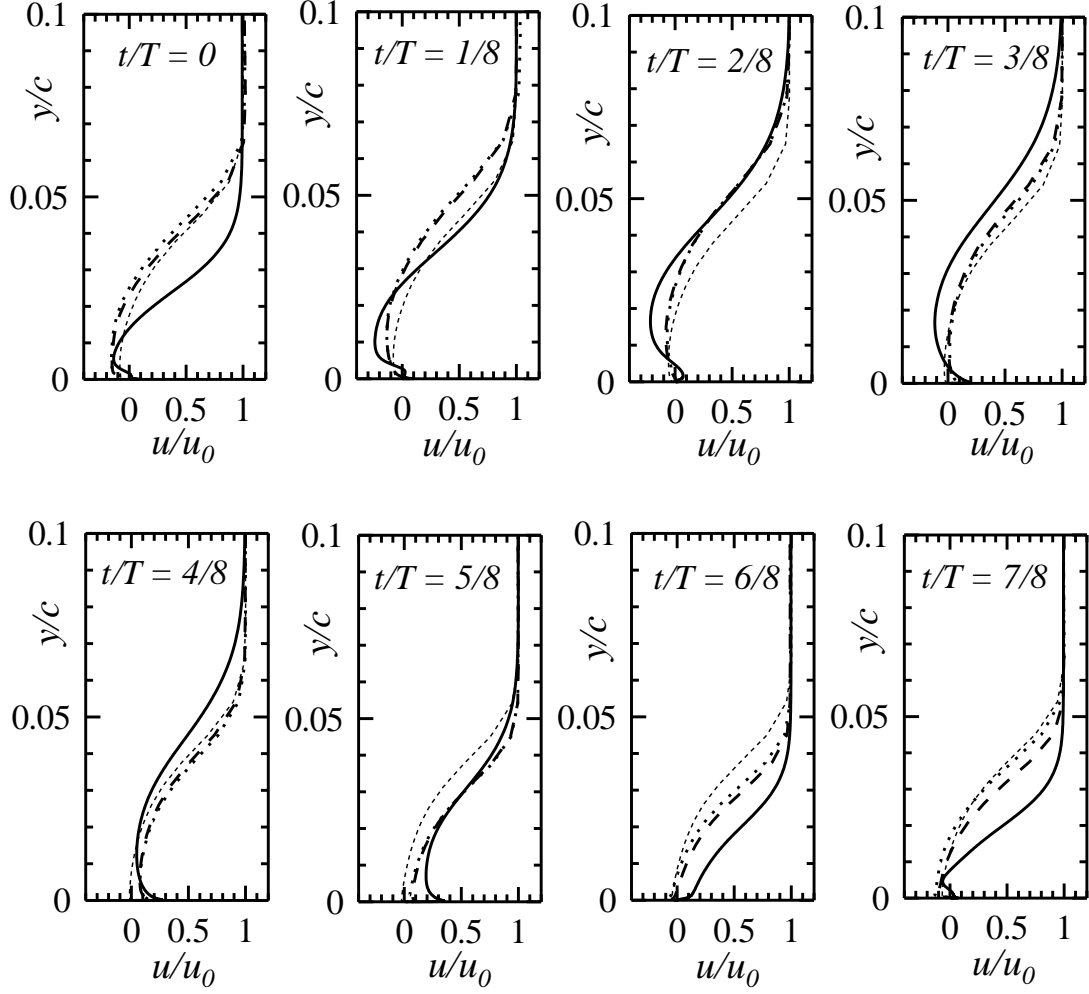 0.1
t/T = 0
y/c
0.05
0
0 0.5 1
u/u0
0.1
t/T = 1/8
y/c
0.05
0
0 0.5 1
u/u0
0.1
t/T = 2/8
y/c
0.05
0
0 0.5 1
u/u0
0.1
t/T = 3/8
y/c
0.05
0
0 0.5 1
u/u0
0.1
t/T = 4/8
y/c
0.05
0
0 0.5 1
u/u0
0.1
t/T = 5/8
y/c
0.05
0
0 0.5 1
u/u0
0.1
t/T = 6/8
y/c
0.05
0
0 0.5 1
u/u0
0.1
t/T = 7/8
y/c
0.05
0
0 0.5 1
u/u0